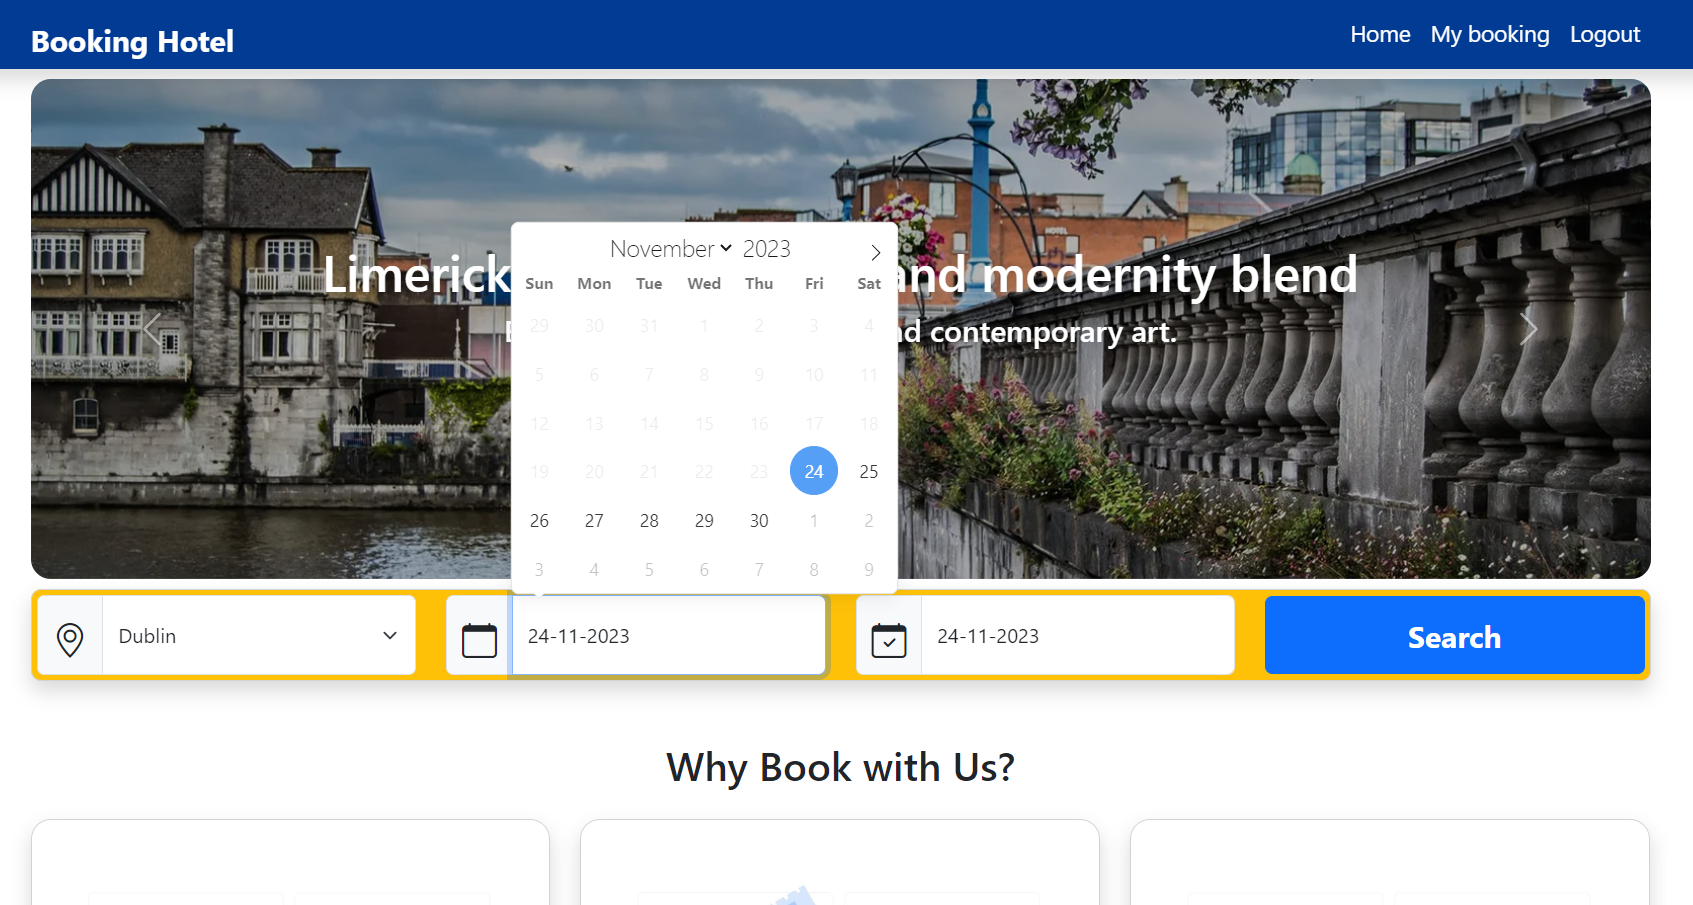 Booking Hotel
Home My booking Logout
November 2023
Sun Mon Tue Wed Thu Fri Sat
29 30 31 1 2 3 4
5 6 7 8 9 10 11
12 13 14 15 16 17 18
19 20 21 22 23 24 25
26 27 28 29 30 1 2
3 4 5 6 7 8 9
Limerick and modernity blend
nd contemporary art.
HOTEL
Dublin
24-11-2023
24-11-2023
Search
Why Book with Us?